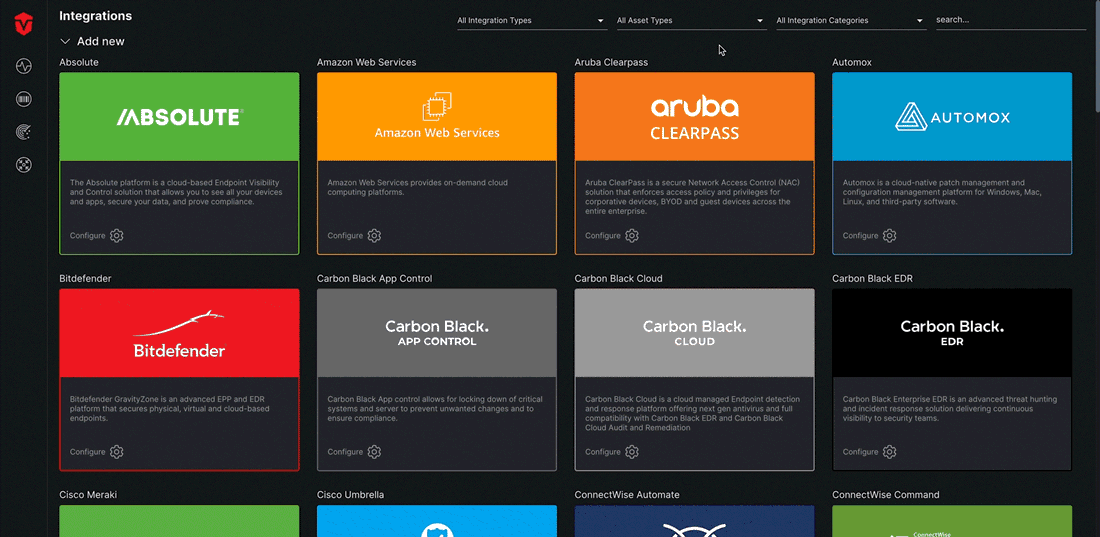 Integrations
All Integration Types
All Asset Types
All Integration Categories
search...
Add new
Absolute
Amazon Web Services
Aruba Clearpass
Automox
ABSOLUTE
Amazon Web Services
aruba
CLEARPASS
AUTOMOX
The Absolute platform is a cloud-based Endpoint Visibility
and Control solution that allows you to see all your devices
and apps, secure your data, and prove compliance.
Configure
Amazon Web Services provides on-demand cloud
computing platforms.
Configure
Aruba ClearPass is a secure Network Access Control (NAC)
solution that enforces access policy and privileges for
corporative devices, BYOD and guest devices across the
entire enterprise.
Configure
Automox is a cloud-native patch management and
configuration management platform for Windows, Mac,
Linux, and third-party software.
Configure
Bitdefender
Carbon Black App Control
Carbon Black Cloud
Carbon Black EDR
Bitdefender
Carbon Black.
APP CONTROL
Carbon Black.
CLOUD
Carbon Black.
EDR
Bitdefender GravityZone is an advanced EPP and EDR
platform that secures physical, virtual and cloud-based
endpoints.
Configure
Carbon Black App control allows for locking down of critical
systems and server to prevent unwanted changes and to
ensure compliance.
Configure
Carbon Black Cloud is a cloud managed Endpoint detection
and response platform offering next gen antivirus and full
compatibility with Carbon Black EDR and Carbon Black
Cloud Audit and Remediation
Configure
Carbon Black Enterprise EDR is an advanced threat hunting
and incident response solution delivering continuous
visibility to security teams.
Configure
Cisco Meraki
Cisco Umbrella
ConnectWise Automate
ConnectWise Command
ConnectWise